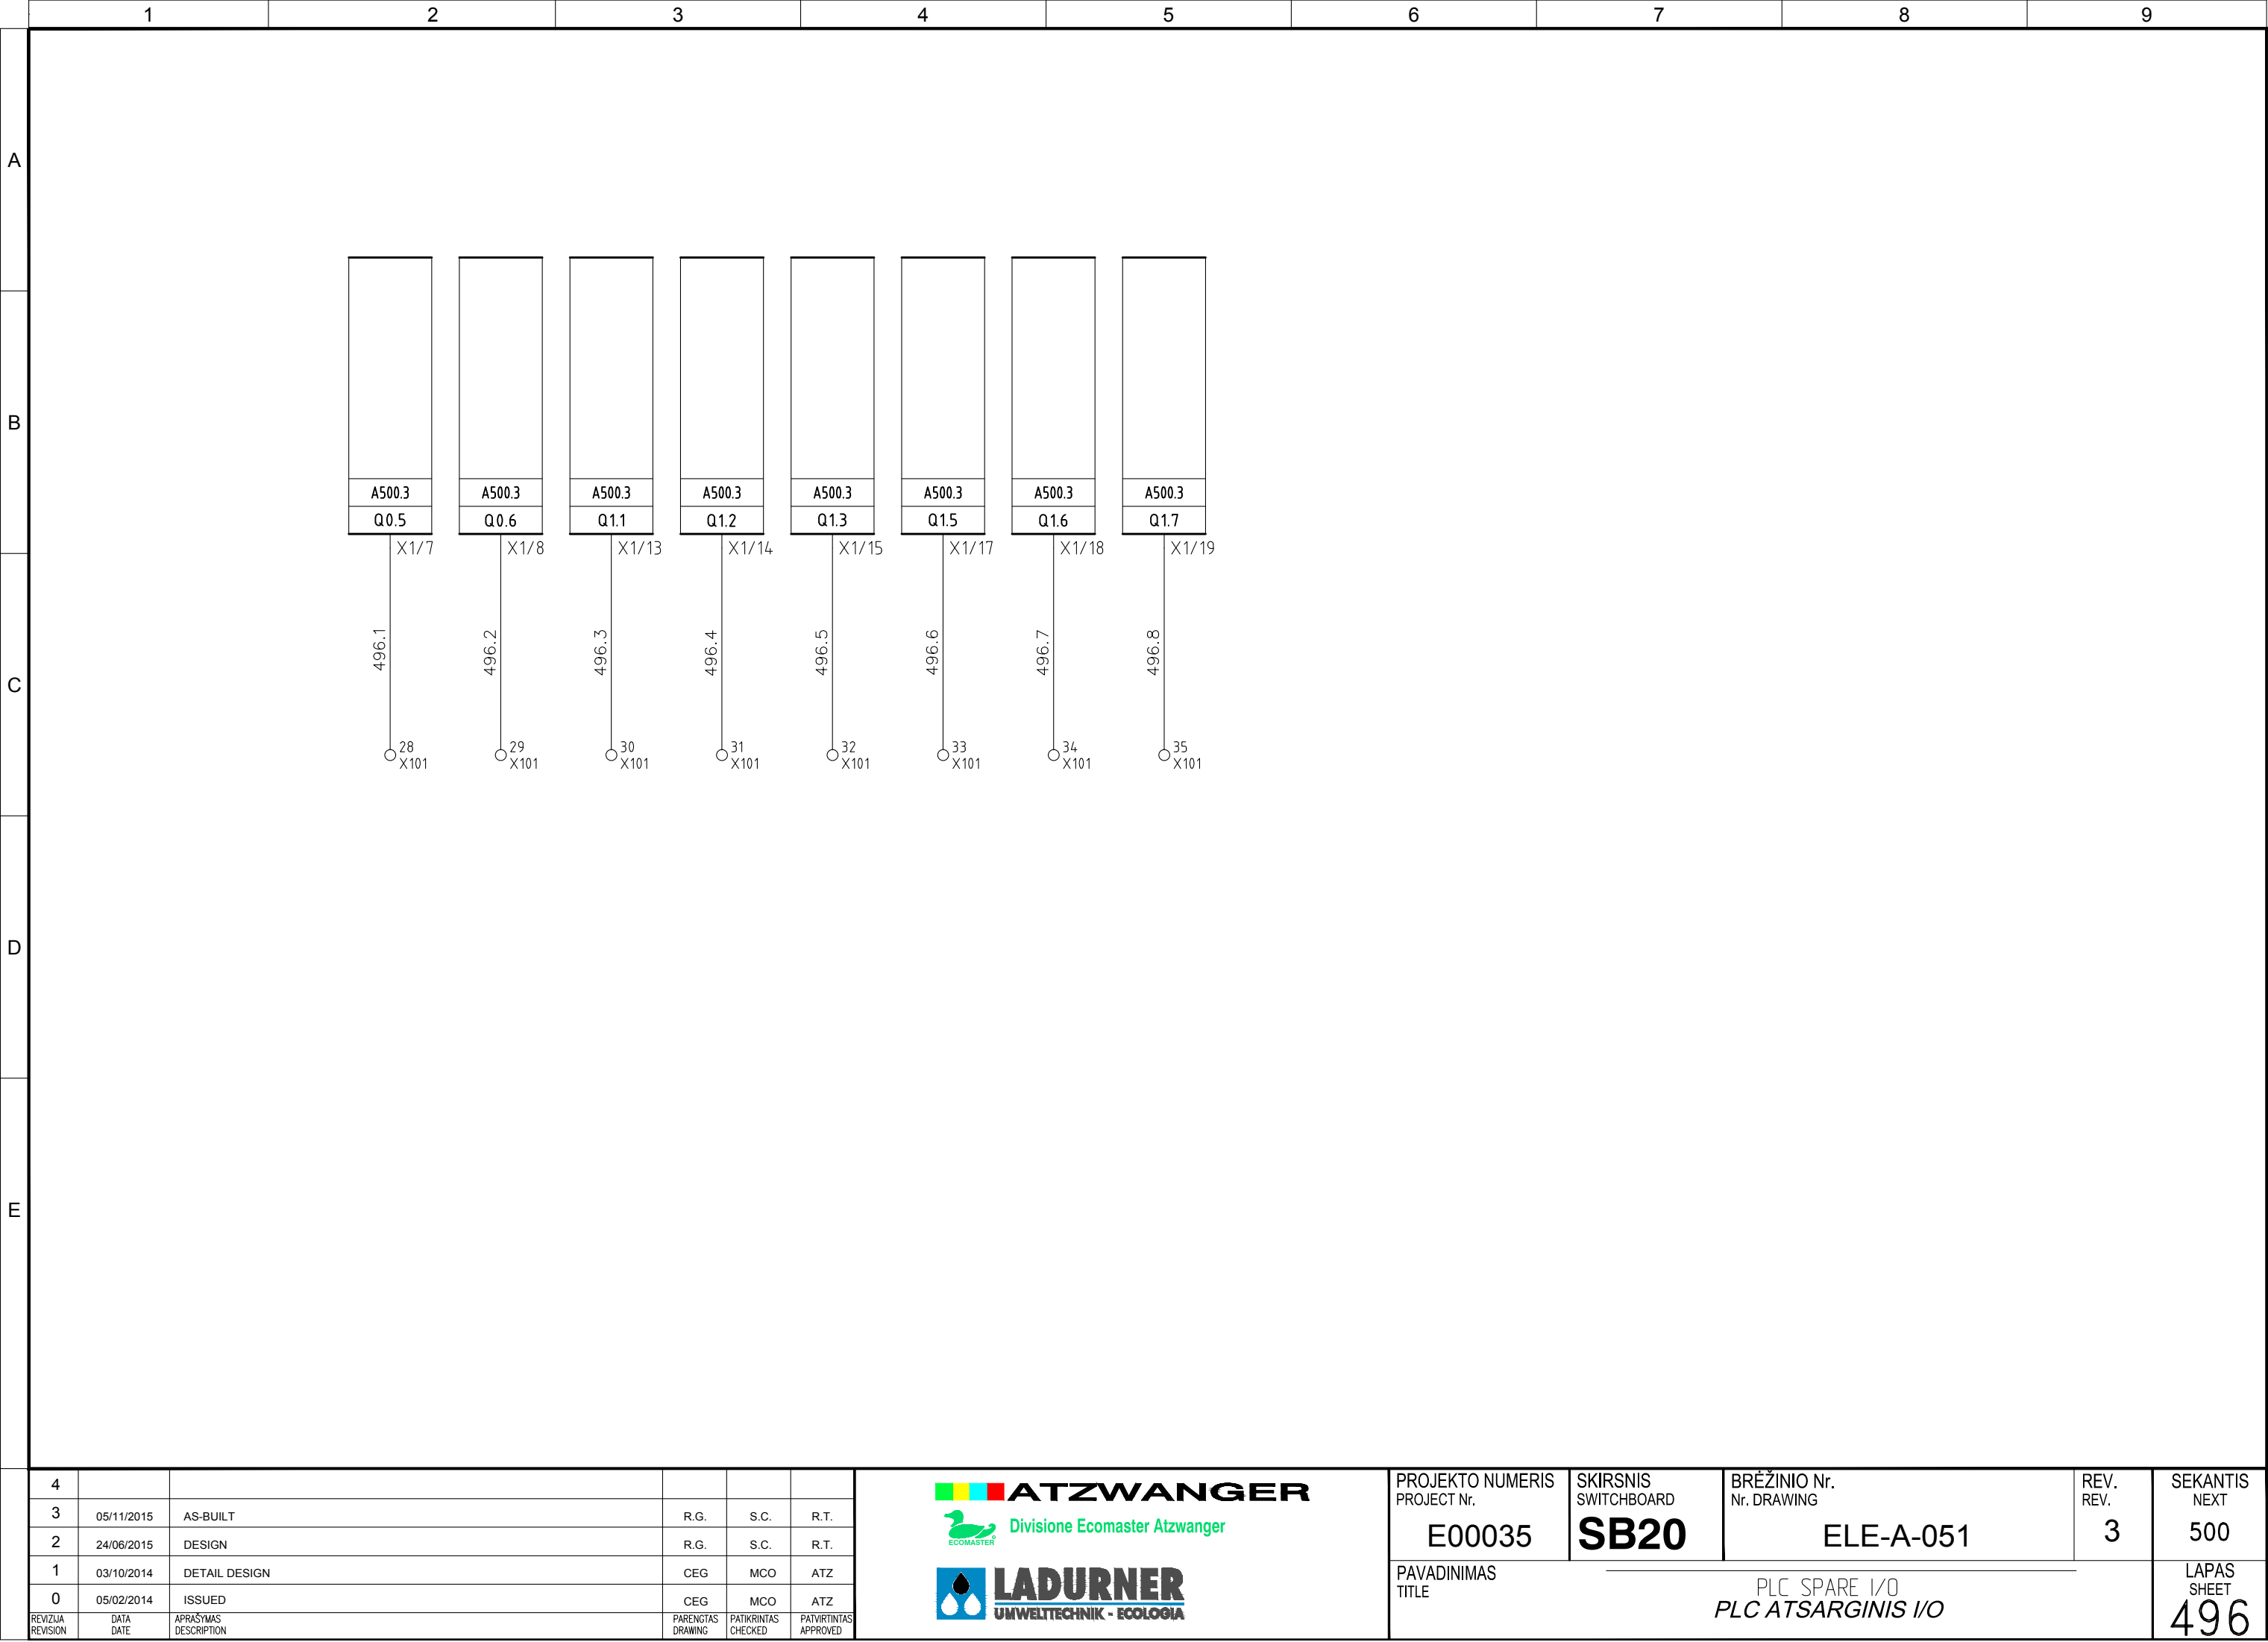 1 2 3 4 5 6 7 8 9
A
B
C
D
E
A500.3 A500.3 A500.3 A500.3 A500.3 A500.3 A500.3 A500.3
Q0.5 Q0.6 Q1.1 Q1.2 Q1.3 Q1.5 Q1.6 Q1.7
X1/7 X1/8 X1/13 X1/14 X1/15 X1/17 X1/18 X1/19
496.1 496.2 496.3 496.4 496.5 496.6 496.7 496.8
28 29 30 31 32 33 34 35
X101 X101 X101 X101 X101 X101 X101 X101
4
3 05/11/2015 AS-BUILT R.G. S.C. R.T.
2 24/06/2015 DESIGN R.G. S.C. R.T.
1 03/10/2014 DETAIL DESIGN CEG MCO ATZ
0 05/02/2014 ISSUED CEG MCO ATZ
REVIZIJA DATA APRAŠYMAS PARENGTAS PATIKRINTAS PATVIRTINTAS
REVISION DATE DESCRIPTION DRAWING CHECKED APPROVED
ATZWANGER
Divisione Ecomaster Atzwanger
ECOMASTER
LADURNER
UMWELTTECHNIK - ECOLOGIA
PROJEKTO NUMERIS
PROJECT Nr.
E00035
SKIRSNIS
SWITCHBOARD
SB20
BRĖŽINIO Nr.
Nr. DRAWING
ELE-A-051
REV.
REV.
3
SEKANTIS
NEXT
500
PAVADINIMAS
TITLE
PLC SPARE I/O
PLC ATSARGINIS I/O
LAPAS
SHEET
496